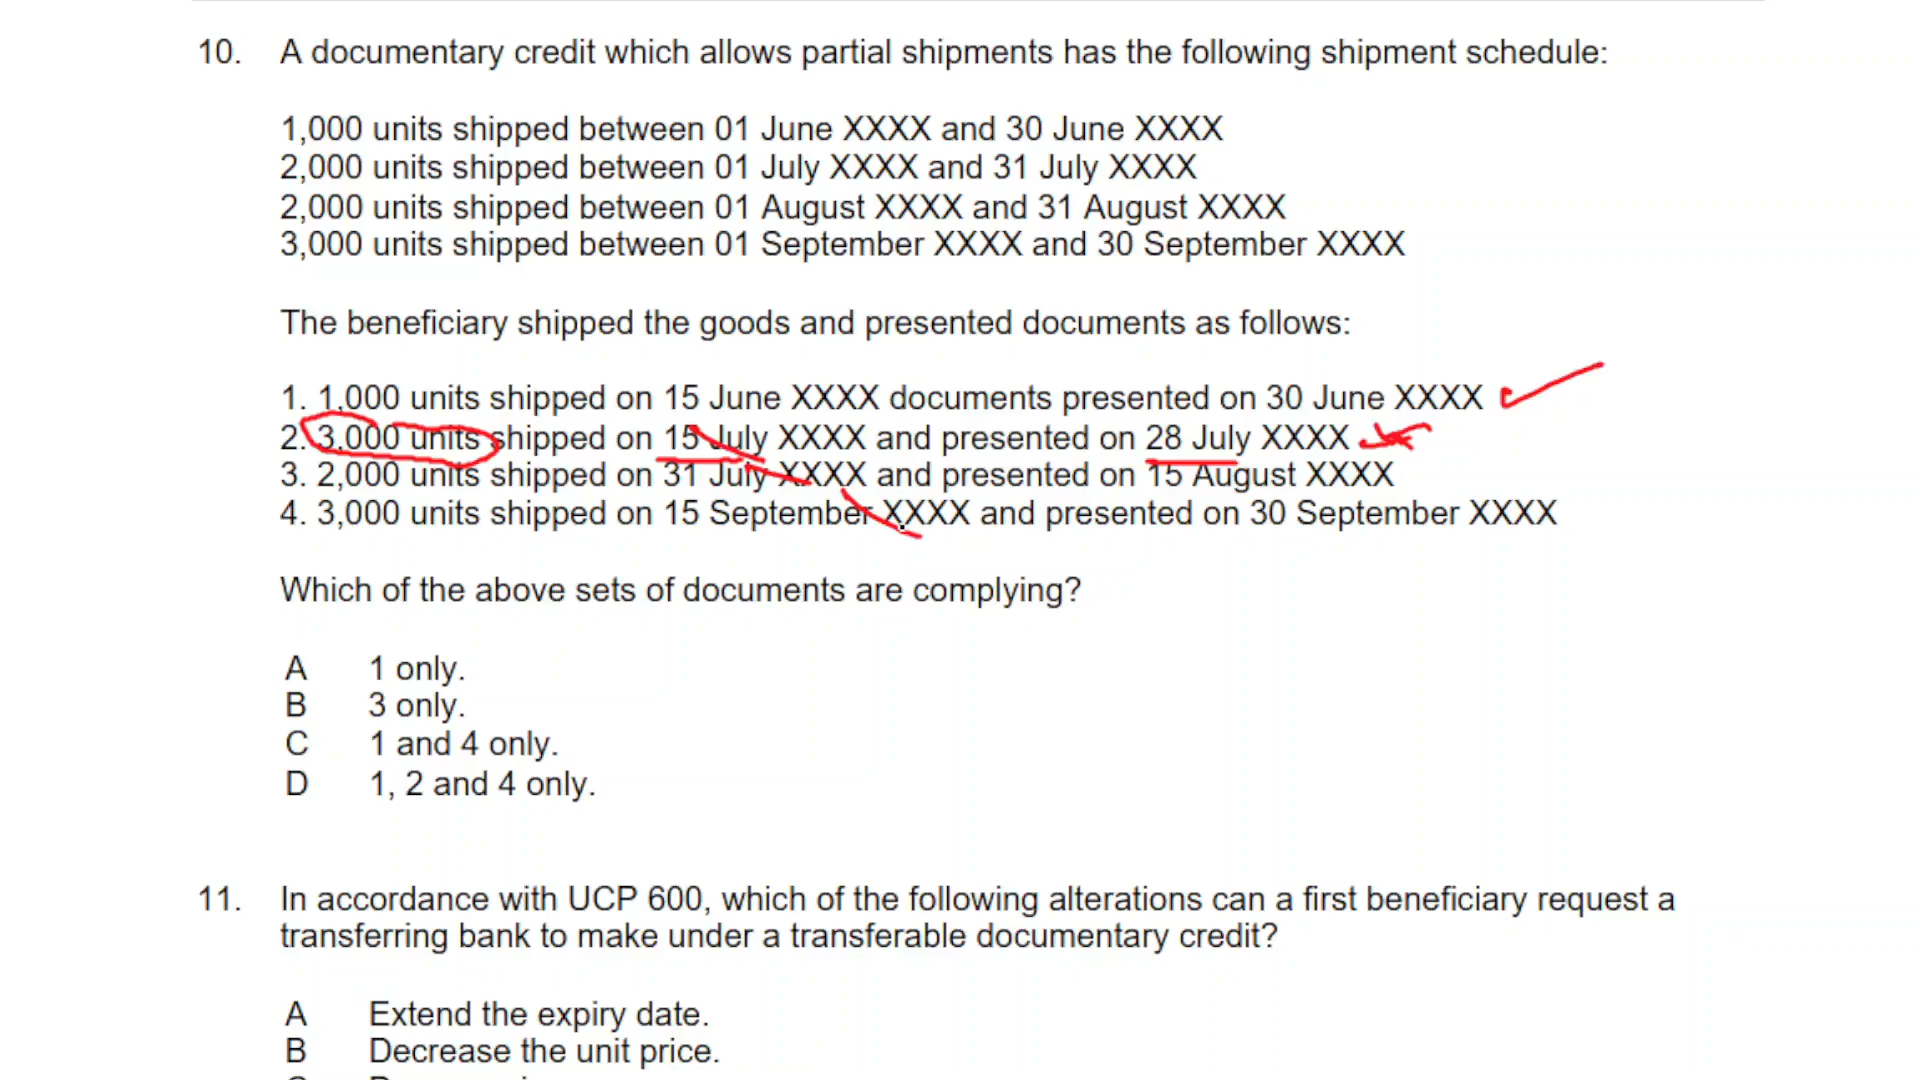 10. A documentary credit which allows partial shipments has the following shipment schedule:
1,000 units shipped between 01 June XXXX and 30 June XXXX
2,000 units shipped between 01 July XXXX and 31 July XXXX
2,000 units shipped between 01 August XXXX and 31 August XXXX
3,000 units shipped between 01 September XXXX and 30 September XXXX
The beneficiary shipped the goods and presented documents as follows:
1. 1,000 units shipped on 15 June XXXX documents presented on 30 June XXXX
2. 3,000 units shipped on 15 July XXXX and presented on 28 July XXXX
3. 2,000 units shipped on 31 July XXXX and presented on 15 August XXXX
4. 3,000 units shipped on 15 September XXXX and presented on 30 September XXXX
Which of the above sets of documents are complying?
A 1 only.
B 3 only.
C 1 and 4 only.
D 1, 2 and 4 only.
11. In accordance with UCP 600, which of the following alterations can a first beneficiary request a
transferring bank to make under a transferable documentary credit?
A Extend the expiry date.
B Decrease the unit price.